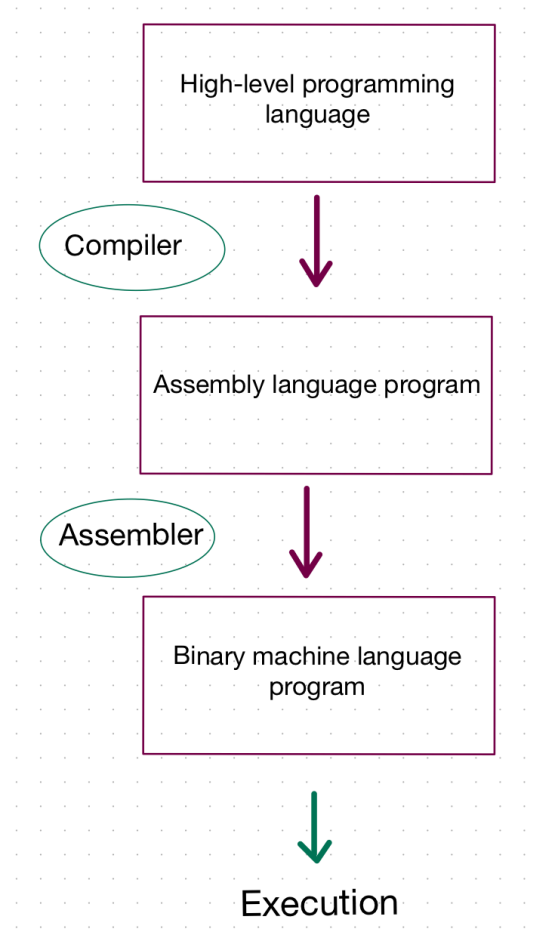 High-level programming
language
Compiler
Assembly language program
Assembler
Binary machine language
program
Execution